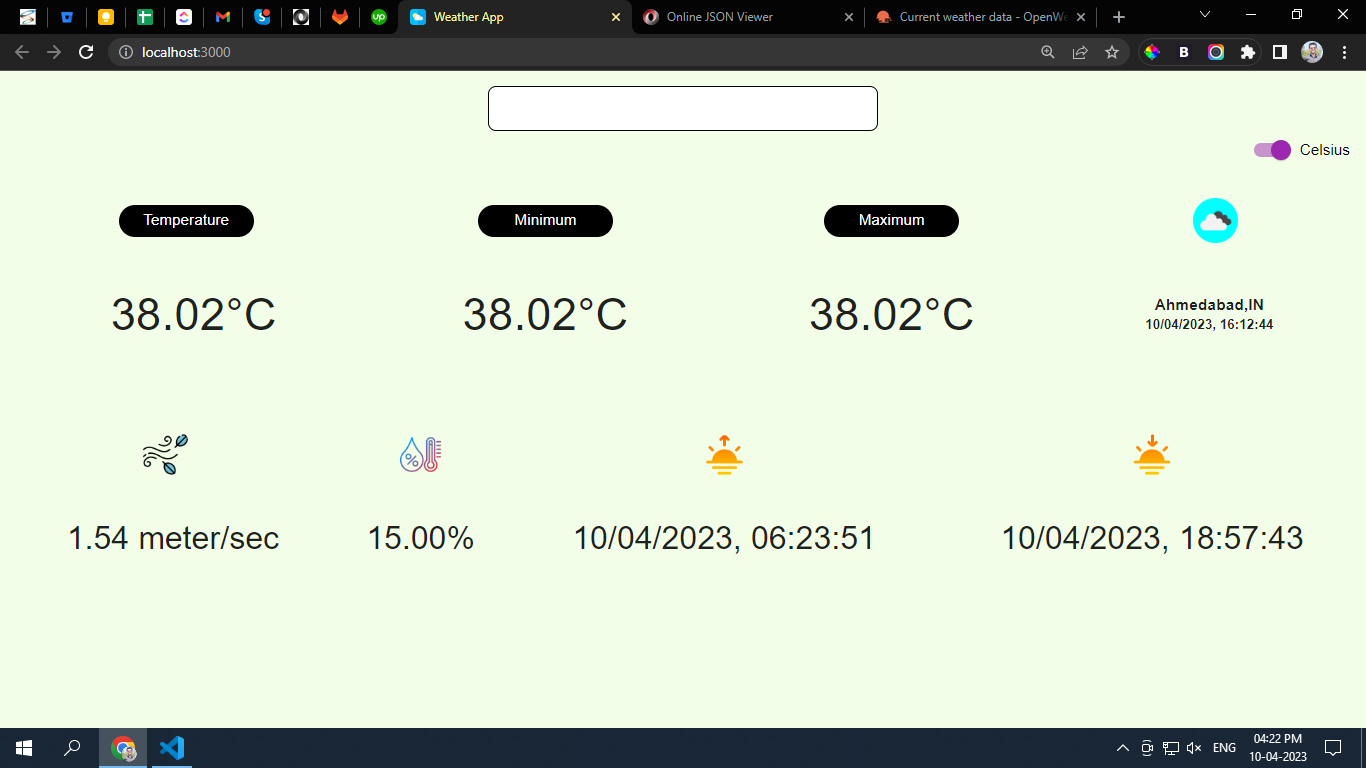 Weather App
Online JSON Viewer
Current weather data - OpenWe
localhost:3000
B
up
Celsius
Temperature
Minimum
Maximum
38.02°C
38.02°C
38.02°C
Ahmedabad,IN
10/04/2023, 16:12:44
%
1.54 meter/sec
15.00%
10/04/2023, 06:23:51
10/04/2023, 18:57:43
ENG
04:22 PM
10-04-2023